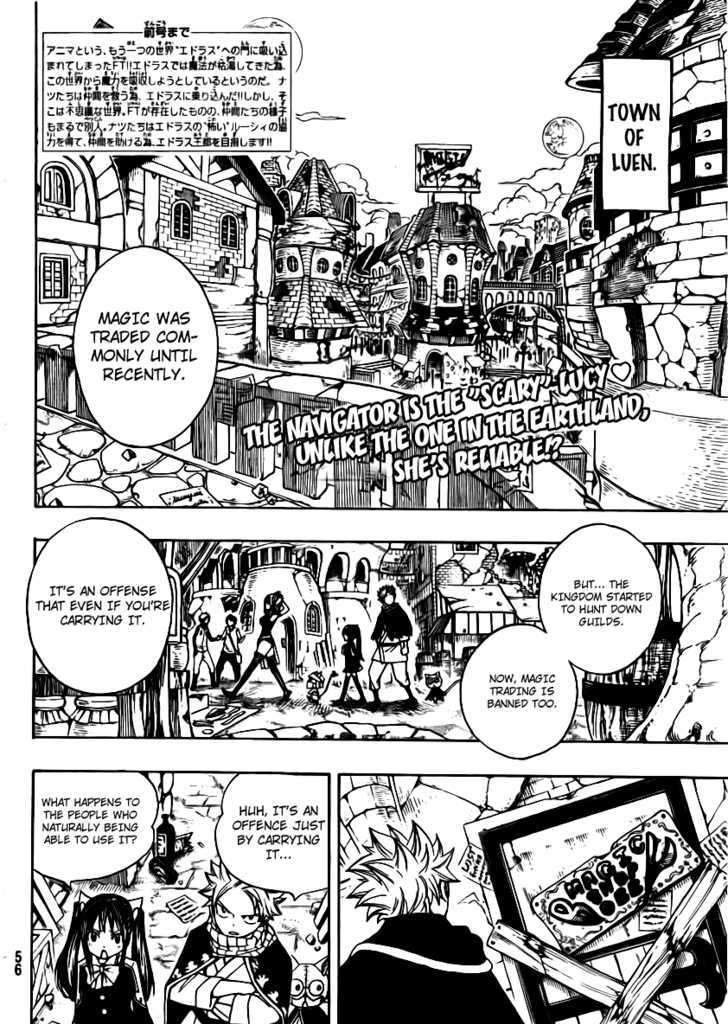 前号まで
アニマという、もう一つの世界"エドラス"への門に吸い込
まれてしまったFT!!エドラスでは魔法が枯渇してきた為、
この世界から魔力を吸収しようとしているというのだ。ナ
ツたちは仲間を救う為、エドラスに乗り込んだ!!しかし、そ
こは不思議な世界。FTが存在したものの、仲間たちの様子
もまるで別人。ナツたちはエドラスの"怖い"ルーシィの協
力を得て、仲間を助ける為、エドラス王都を目指します!!
TOWN
OF
LUEN.
MAGIC
MAGIC WAS
TRADED COM-
MONLY UNTIL
RECENTLY.
THE NAVIGATOR IS THE "SCARY" LUCY♡
UNLIKE THE ONE IN THE EARTHLAND,
SHE'S RELIABLE!?
BUT... THE
KINGDOM STARTED
TO HUNT DOWN
GUILDS.
NOW, MAGIC
TRADING IS
BANNED TOO.
IT'S AN OFFENSE
THAT EVEN IF YOU'RE
CARRYING IT.
MAGIC
HUH, IT'S AN
OFFENCE JUST
BY CARRYING
IT...
WHAT HAPPENS TO
THE PEOPLE WHO
NATURALLY BEING
ABLE TO USE IT?
56